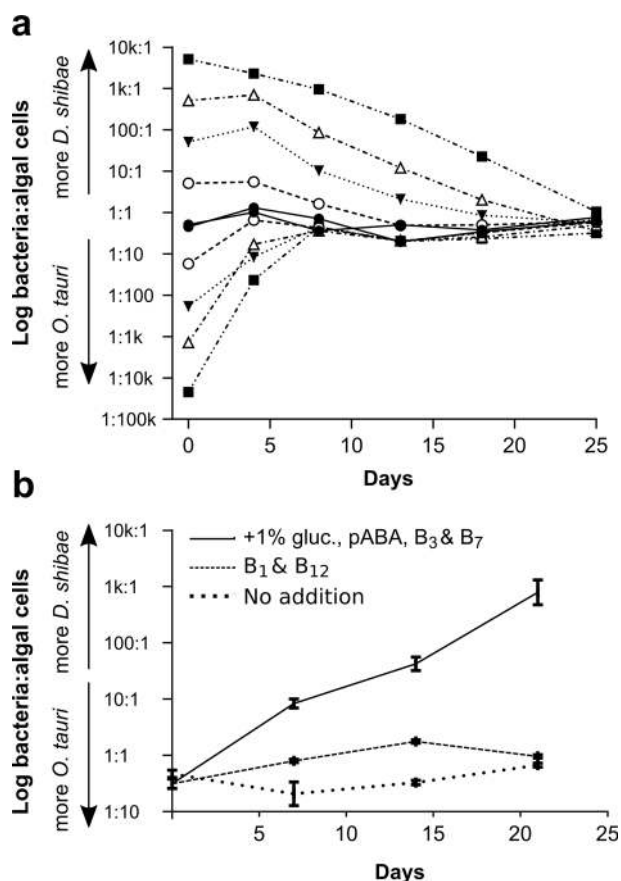 a
10k:1
1k:1
100:1
10:1
1:1
1:10
1:100
1:1k
1:10k
1:100k
Log bacteria:algal cells
more D. shibae
more O. tauri
0 5 10 15 20 25
Days
b
+1% gluc., pABA, B3 & B7
B1 & B12
No addition
10k:1
1k:1
100:1
10:1
1:1
1:10
Log bacteria:algal cells
more D. shibae
more O. tauri
5 10 15 20 25
Days